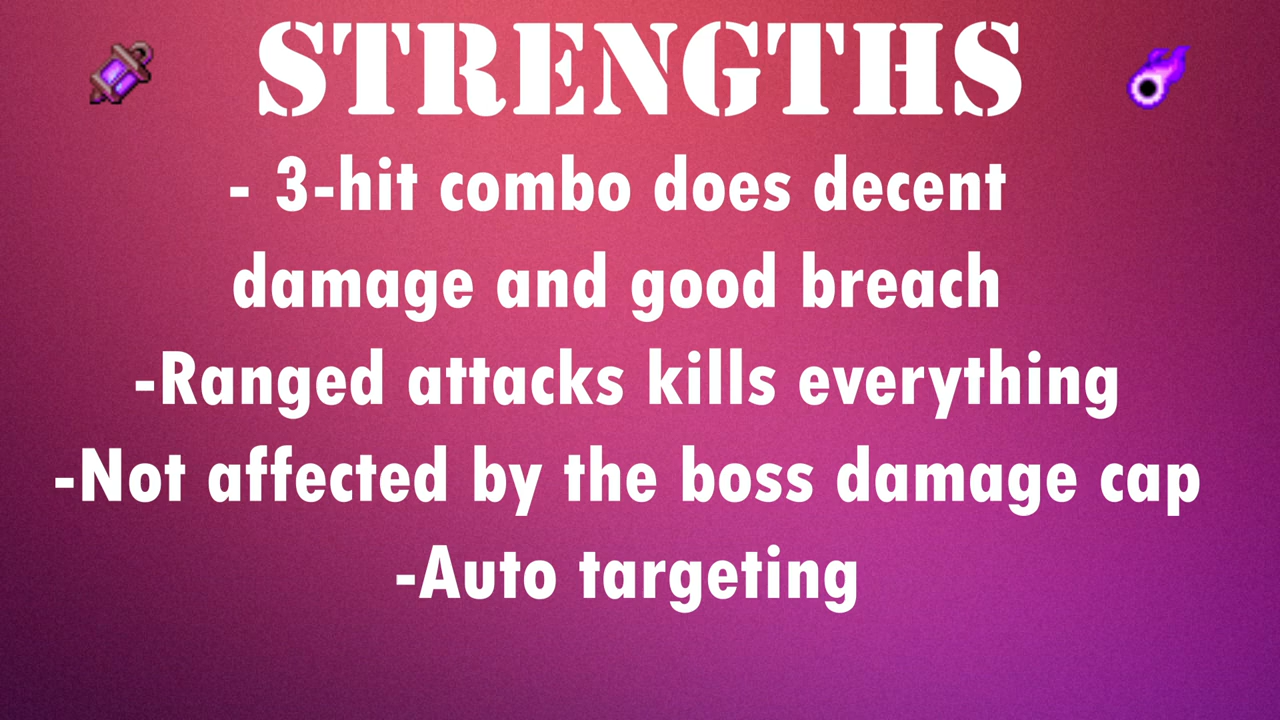 STRENGTHS
- 3-hit combo does decent
damage and good breach
-Ranged attacks kills everything
-Not affected by the boss damage cap
-Auto targeting